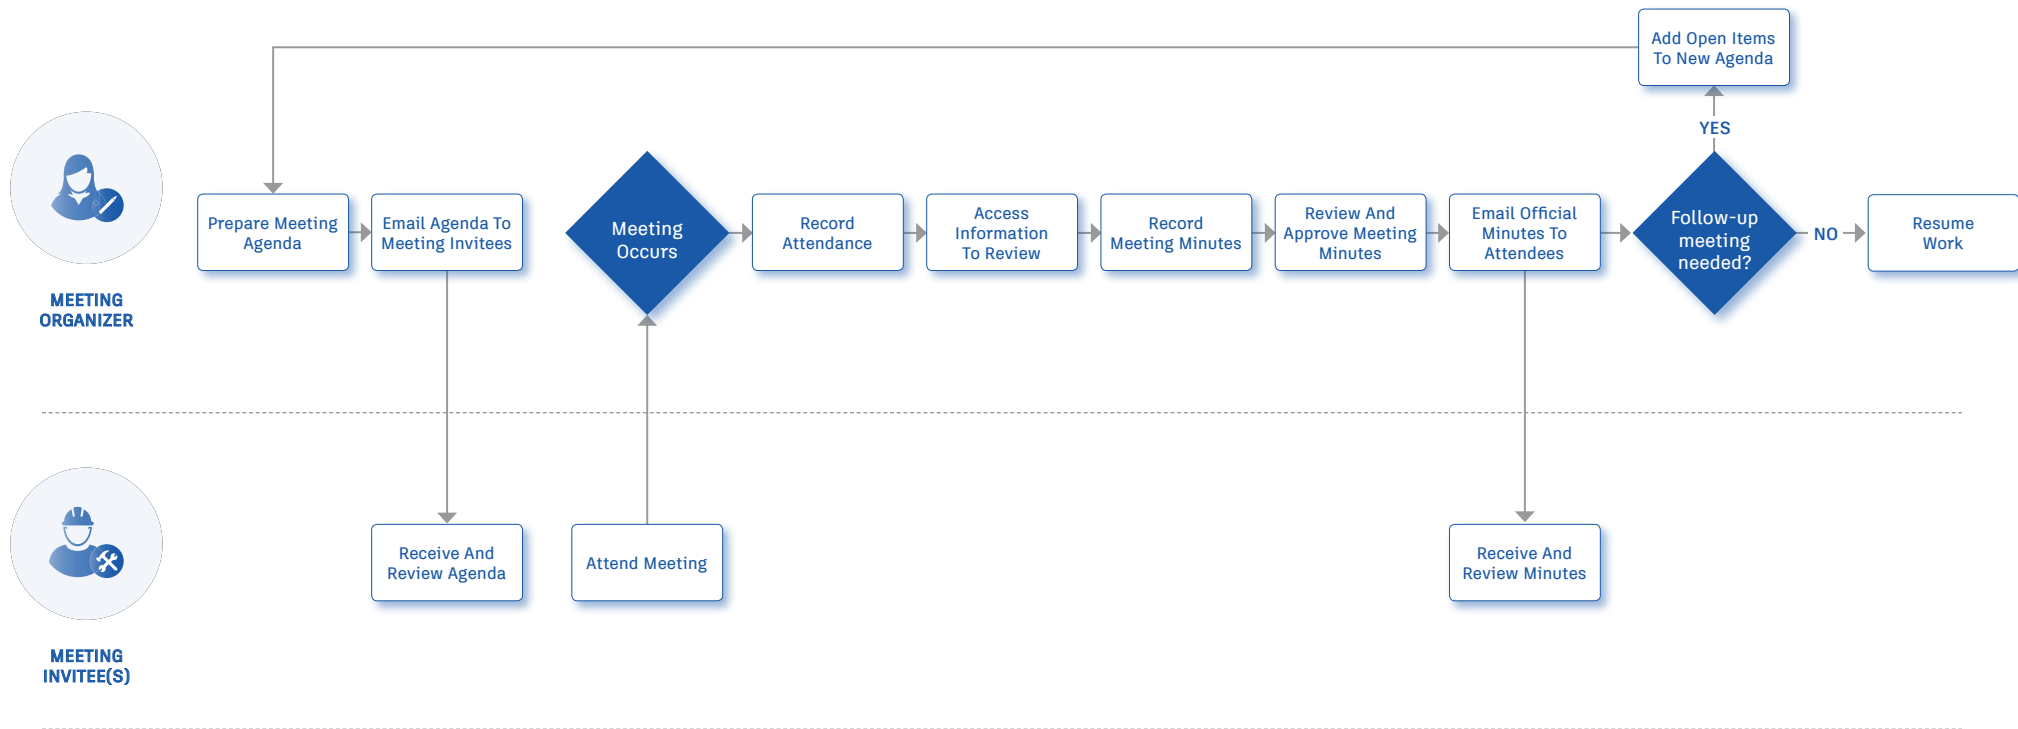 Add Open Items
To New Agenda
YES
Prepare Meeting
Agenda
Email Agenda To
Meeting Invitees
Meeting
Occurs
Record
Attendance
Access
Information
To Review
Record
Meeting Minutes
Review And
Approve Meeting
Minutes
Email Official
Minutes To
Attendees
Follow-up
meeting
needed?
NO
Resume
Work
MEETING
ORGANIZER
Receive And
Review Agenda
Attend Meeting
Receive And
Review Minutes
MEETING
INVITEE(S)